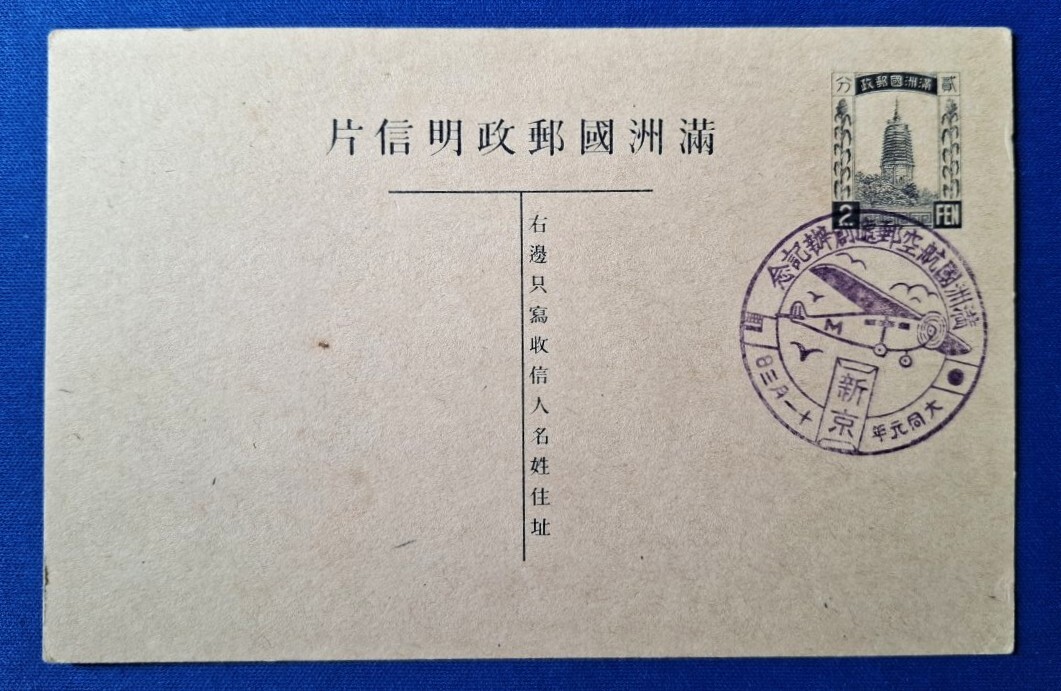 貳分
滿洲國郵政
2 FEN
滿洲國郵政明信片
右邊只寫收信人名姓住址
滿洲國航空郵創辦記念
M
新京
大同元年十一月三日